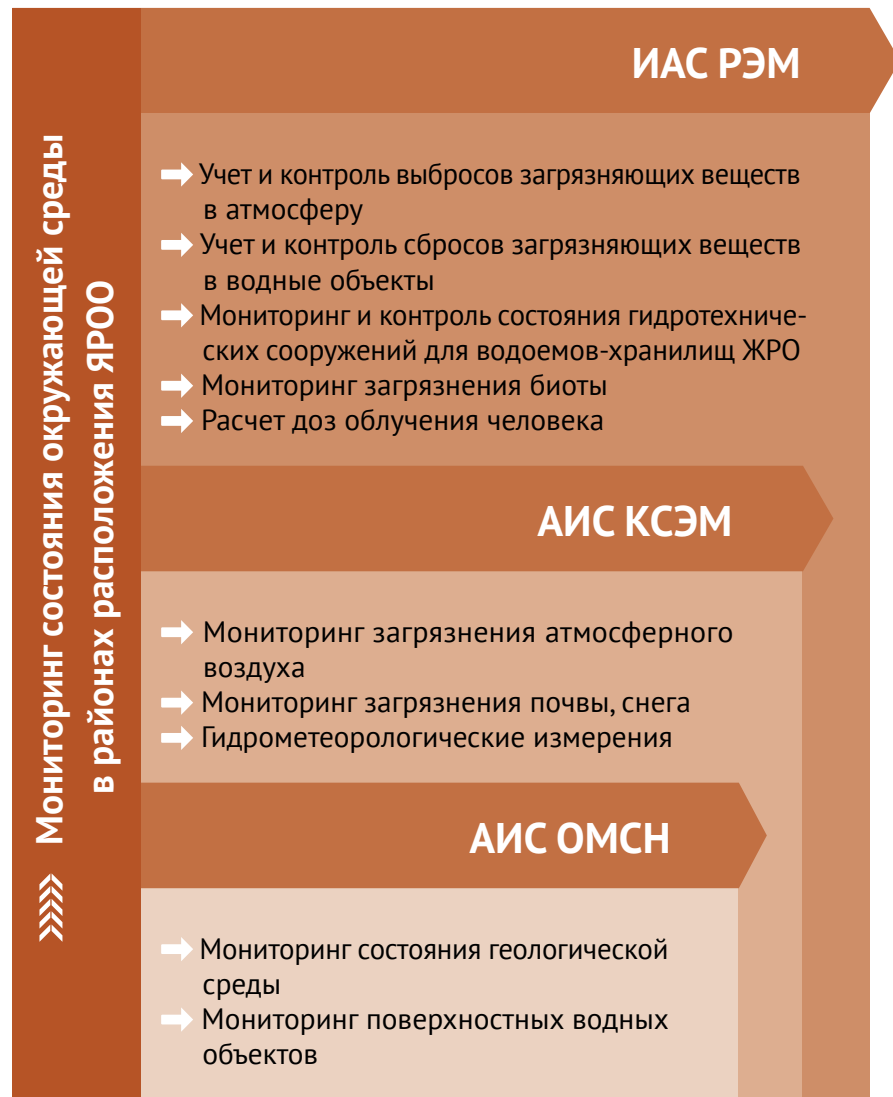 Мониторинг состояния окружающей среды
в районах расположения ЯРОО
ИАС РЭМ
Учет и контроль выбросов загрязняющих веществ
в атмосферу
Учет и контроль сбросов загрязняющих веществ
в водные объекты
Мониторинг и контроль состояния гидротехниче-
ских сооружений для водоемов-хранилищ ЖРО
Мониторинг загрязнения биоты
Расчет доз облучения человека
АИС КСЭМ
Мониторинг загрязнения атмосферного
воздуха
Мониторинг загрязнения почвы, снега
Гидрометеорологические измерения
АИС ОМСН
Мониторинг состояния геологической
среды
Мониторинг поверхностных водных
объектов